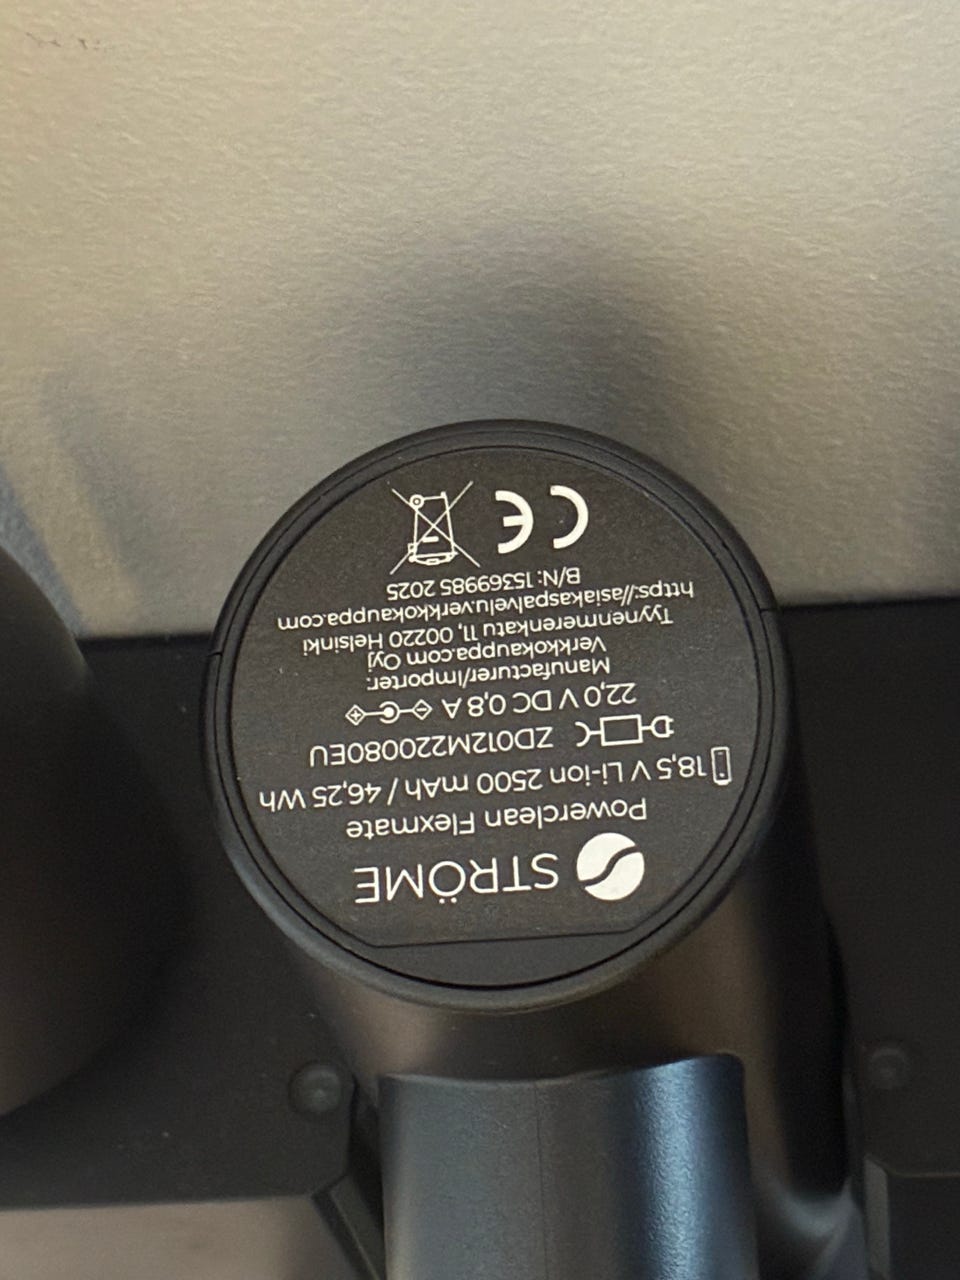 STRÖME
Powerclean Flexmate
18,5 V Li-ion 2500 mAh / 46,25 Wh
ZD012M220080EU
22,0 V DC 0,8 A
Manufacturer/Importer:
Verkkokauppa.com Oyj
Tyynenmerenkatu 11, 00220 Helsinki
https://asiakaspalvelu.verkkokauppa.com
B/N: 15369985 2025
CE